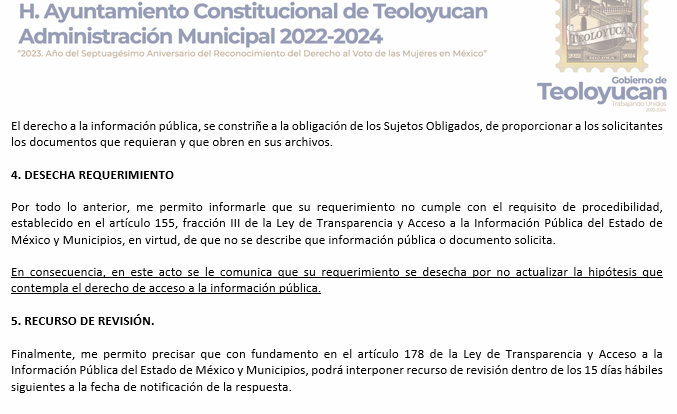 H. Ayuntamiento Constitucional de Teoloyucan
Administración Municipal 2022-2024
“2023. Año del Septuagésimo Aniversario del Reconocimiento del Derecho al Voto de las Mujeres en México”
TEOLOYUCAN
Gobierno de
Teoloyucan
Trabajando Unidos
El derecho a la información pública, se constriñe a la obligación de los Sujetos Obligados, de proporcionar a los solicitantes
los documentos que requieran y que obren en sus archivos.
4. DESECHA REQUERIMIENTO
Por todo lo anterior, me permito informarle que su requerimiento no cumple con el requisito de procedibilidad,
establecido en el artículo 155, fracción III de la Ley de Transparencia y Acceso a la Información Pública del Estado de
México y Municipios, en virtud, de que no se describe que información pública o documento solicita.
En consecuencia, en este acto se le comunica que su requerimiento se desecha por no actualizar la hipótesis que
contempla el derecho de acceso a la información pública.
5. RECURSO DE REVISIÓN.
Finalmente, me permito precisar que con fundamento en el artículo 178 de la Ley de Transparencia y Acceso a la
Información Pública del Estado de México y Municipios, podrá interponer recurso de revisión dentro de los 15 días hábiles
siguientes a la fecha de notificación de la respuesta.